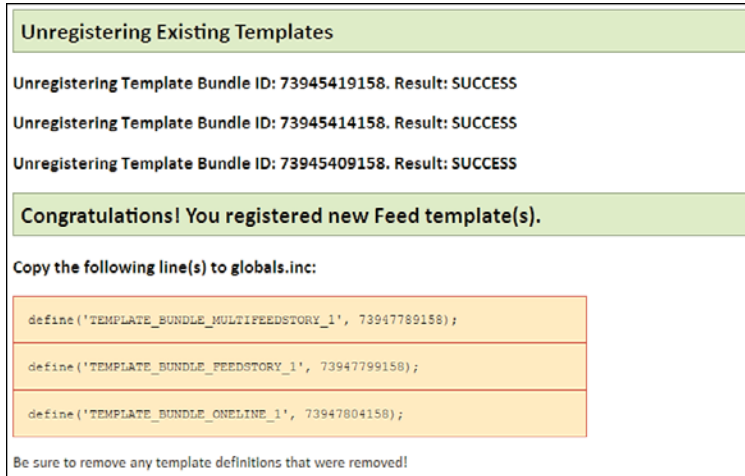 Unregistering Existing Templates
Unregistering Template Bundle ID: 73945419158. Result: SUCCESS
Unregistering Template Bundle ID: 73945414158. Result: SUCCESS
Unregistering Template Bundle ID: 73945409158. Result: SUCCESS
Congratulations! You registered new Feed template(s).
Copy the following line(s) to globals.inc:
define('TEMPLATE_BUNDLE_MULTIFEEDSTORY_1', 73947789158);
define('TEMPLATE_BUNDLE_FEEDSTORY_1', 73947799158);
define('TEMPLATE_BUNDLE_ONELINE_1', 73947804158);
Be sure to remove any template definitions that were removed!